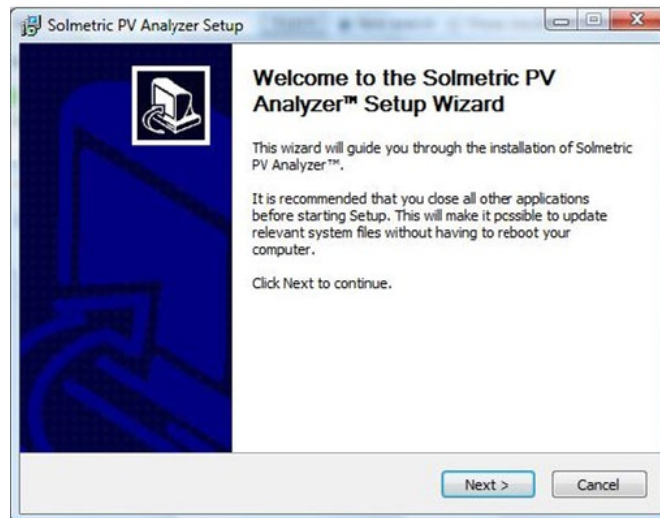 Solmetric PV Analyzer Setup
Welcome to the Solmetric PV
Analyzer™ Setup Wizard
This wizard will guide you through the installation of Solmetric
PV Analyzer™.
It is recommended that you close all other applications
before starting Setup. This will make it possible to update
relevant system files without having to reboot your
computer.
Click Next to continue.
Next >
Cancel